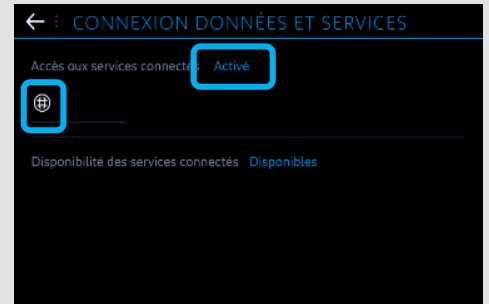 CONNEXION DONNÉES ET SERVICES
Accès aux services connectés Activé
Disponibilité des services connectés Disponibles